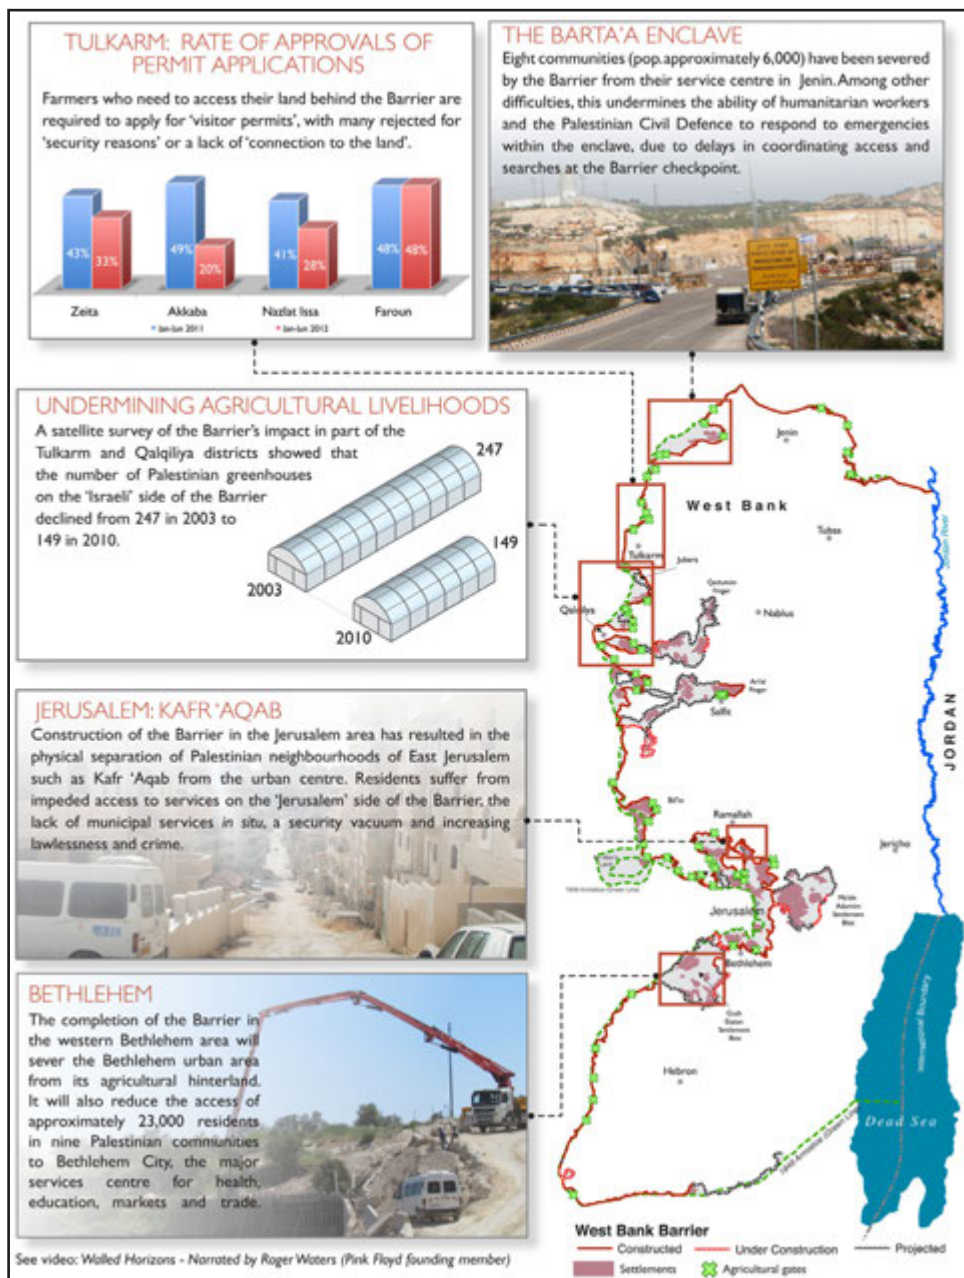 TULKARM: RATE OF APPROVALS OF
PERMIT APPLICATIONS
Farmers who need to access their land behind the Barrier are
required to apply for 'visitor permits', with many rejected for
'security reasons' or a lack of 'connection to the land'.
43%
33%
49%
20%
41%
28%
48%
48%
Zeita
Akkaba
Nazlat Issa
Faroun
Jan-Jun 2011
Jan-Jun 2012
THE BARTA'A ENCLAVE
Eight communities (pop. approximately 6,000) have been severed
by the Barrier from their service centre in Jenin. Among other
difficulties, this undermines the ability of humanitarian workers
and the Palestinian Civil Defence to respond to emergencies
within the enclave, due to delays in coordinating access and
searches at the Barrier checkpoint.
UNDERMINING AGRICULTURAL LIVELIHOODS
A satellite survey of the Barrier's impact in part of the
Tulkarm and Qalqiliya districts showed that
the number of Palestinian greenhouses
on the 'Israeli' side of the Barrier
declined from 247 in 2003 to
149 in 2010.
247
2003
149
2010
JERUSALEM: KAFR 'AQAB
Construction of the Barrier in the Jerusalem area has resulted in the
physical separation of Palestinian neighbourhoods of East Jerusalem
such as Kafr 'Aqab from the urban centre. Residents suffer from
impeded access to services on the 'Jerusalem' side of the Barrier, the
lack of municipal services in situ, a security vacuum and increasing
lawlessness and crime.
BETHLEHEM
The completion of the Barrier in
the western Bethlehem area will
sever the Bethlehem urban area
from its agricultural hinterland.
It will also reduce the access of
approximately 23,000 residents
in nine Palestinian communities
to Bethlehem City, the major
services centre for health,
education, markets and trade.
See video: Walled Horizons - Narrated by Roger Waters (Pink Floyd founding member)
Jenin
West Bank
Tubas
Tulkarm
Jubara
Qalqiliya
Nablus
Salfit
Jordan River
JORDAN
Bil'in
Ramallah
Jericho
Jerusalem
Bethlehem
Hebron
International Boundary
Dead Sea
1949 Armistice (Green Line)
West Bank Barrier
Constructed
Under Construction
Projected
Settlements
Agricultural gates